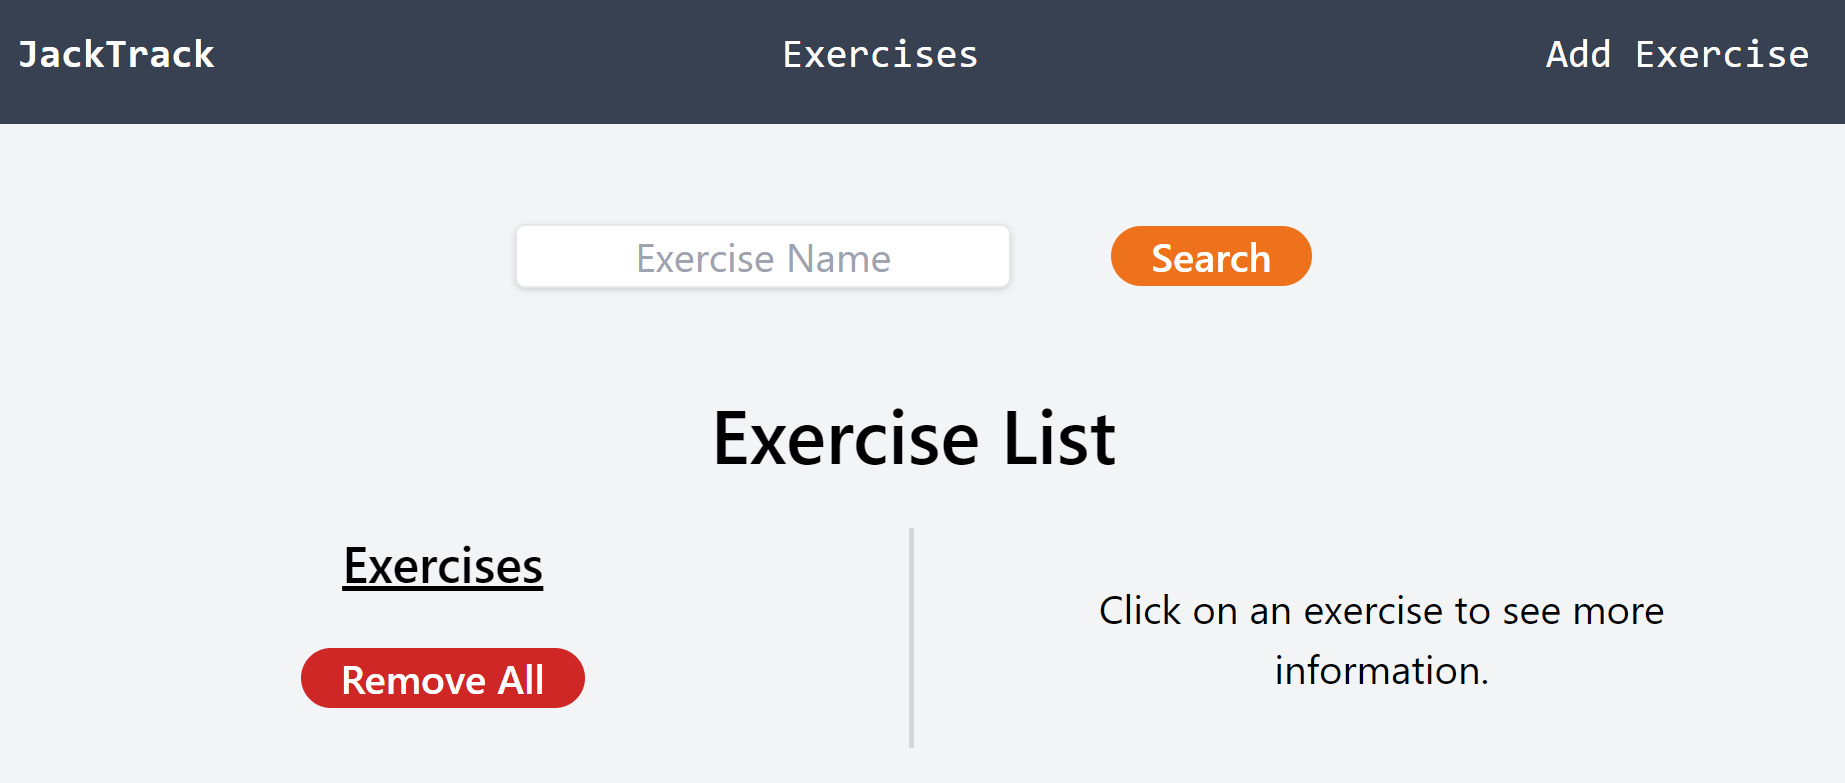 JackTrack
Exercises
Add Exercise
Exercise Name
Search
Exercise List
Exercises
Remove All
Click on an exercise to see more
information.